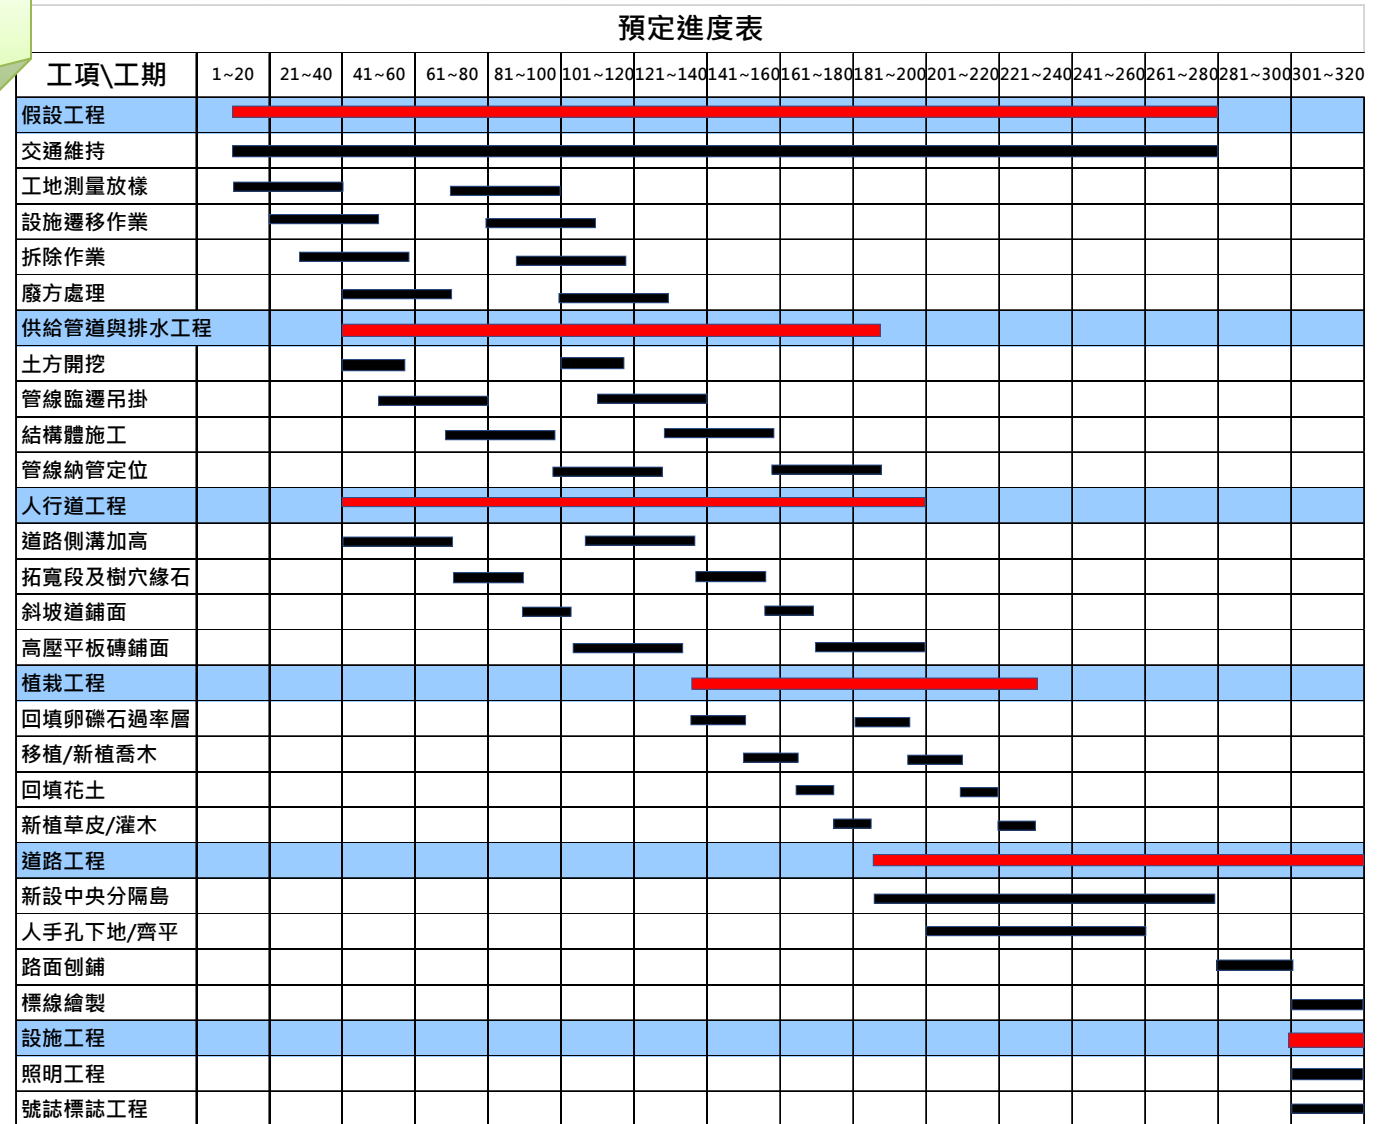 預定進度表
工項\工期 1~20 21~40 41~60 61~80 81~100 101~120 121~140 141~160 161~180 181~200 201~220 221~240 241~260 261~280 281~300 301~320
假設工程
交通維持
工地測量放樣
設施遷移作業
拆除作業
廢方處理
供給管道與排水工程
土方開挖
管線臨遷吊掛
結構體施工
管線納管定位
人行道工程
道路側溝加高
拓寬段及樹穴緣石
斜坡道鋪面
高壓平板磚鋪面
植栽工程
回填卵礫石過率層
移植/新植喬木
回填花土
新植草皮/灌木
道路工程
新設中央分隔島
人手孔下地/齊平
路面刨鋪
標線繪製
設施工程
照明工程
號誌標誌工程